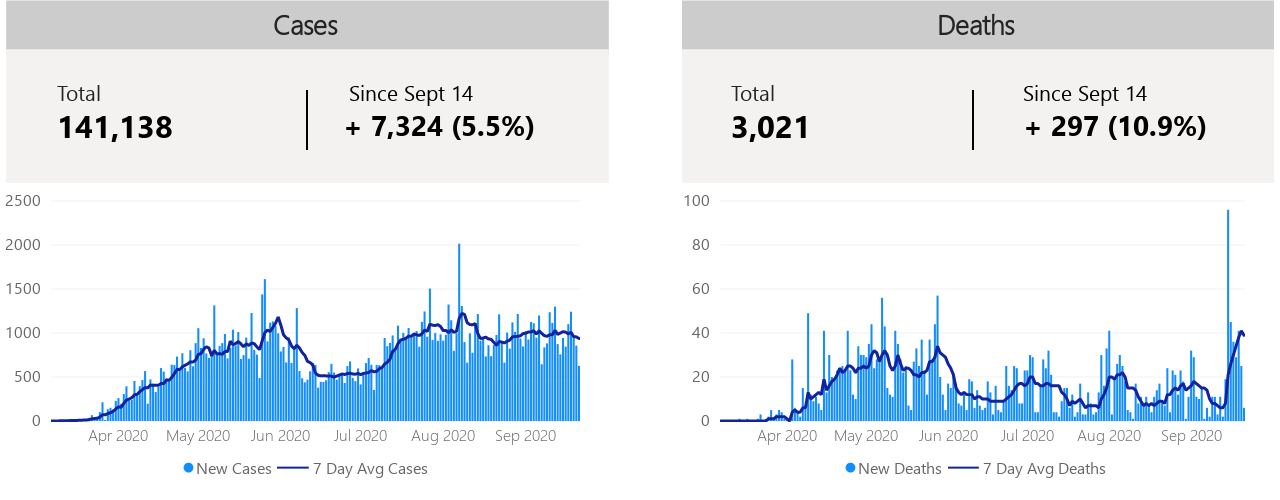 Cases
Total
141,138
Since Sept 14
+ 7,324 (5.5%)
2500
2000
1500
1000
500
0
Apr 2020 May 2020 Jun 2020 Jul 2020 Aug 2020 Sep 2020
New Cases 7 Day Avg Cases
Deaths
Total
3,021
Since Sept 14
+ 297 (10.9%)
100
80
60
40
20
0
Apr 2020 May 2020 Jun 2020 Jul 2020 Aug 2020 Sep 2020
New Deaths 7 Day Avg Deaths